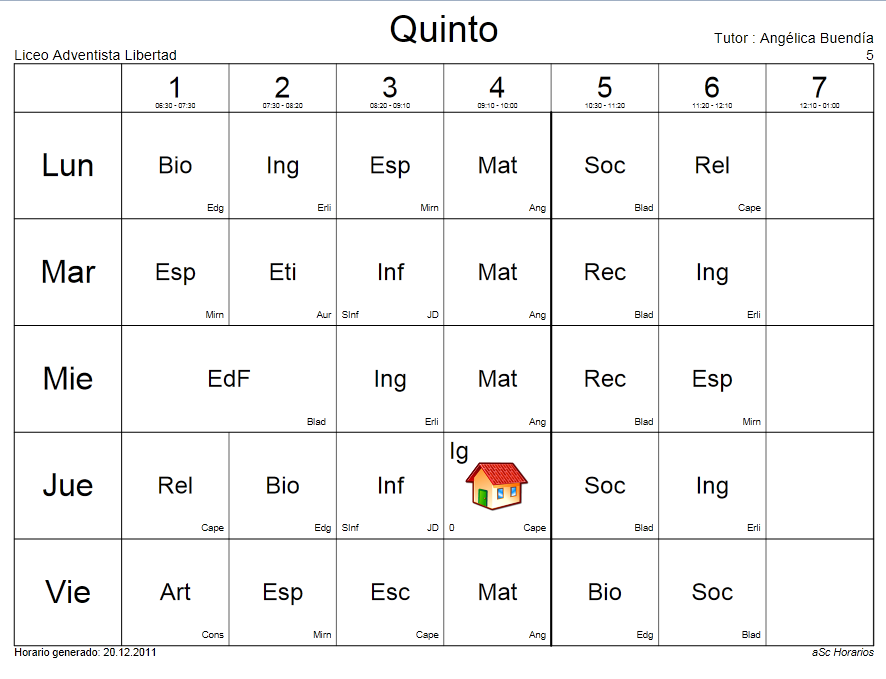 Quinto
Tutor : Angélica Buendía
Liceo Adventista Libertad 5
1 2 3 4 5 6 7
06:30 - 07:30 07:30 - 08:20 08:20 - 09:10 09:10 - 10:00 10:30 - 11:20 11:20 - 12:10 12:10 - 01:00
Lun Bio Ing Esp Mat Soc Rel
Edg Erli Mirn Ang Blad Cape
Mar Esp Eti Inf Mat Rec Ing
Mirn Aur SInf JD Ang Blad Erli
Mie EdF Ing Mat Rec Esp
Blad Erli Ang Blad Mirn
Ig
Jue Rel Bio Inf Soc Ing
Cape Edg SInf JD 0 Cape Blad Erli
Vie Art Esp Esc Mat Bio Soc
Cons Mirn Cape Ang Edg Blad
Horario generado: 20.12.2011 aSc Horarios